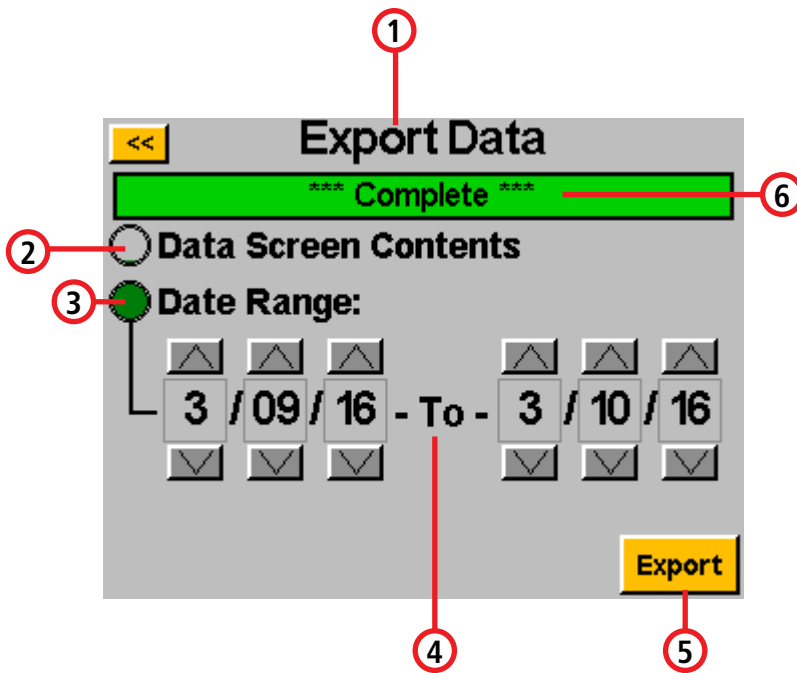 1
<< Export Data
*** Complete *** 6
2 Data Screen Contents
3 Date Range:
3 / 09 / 16 - To - 3 / 10 / 16
Export
4 5